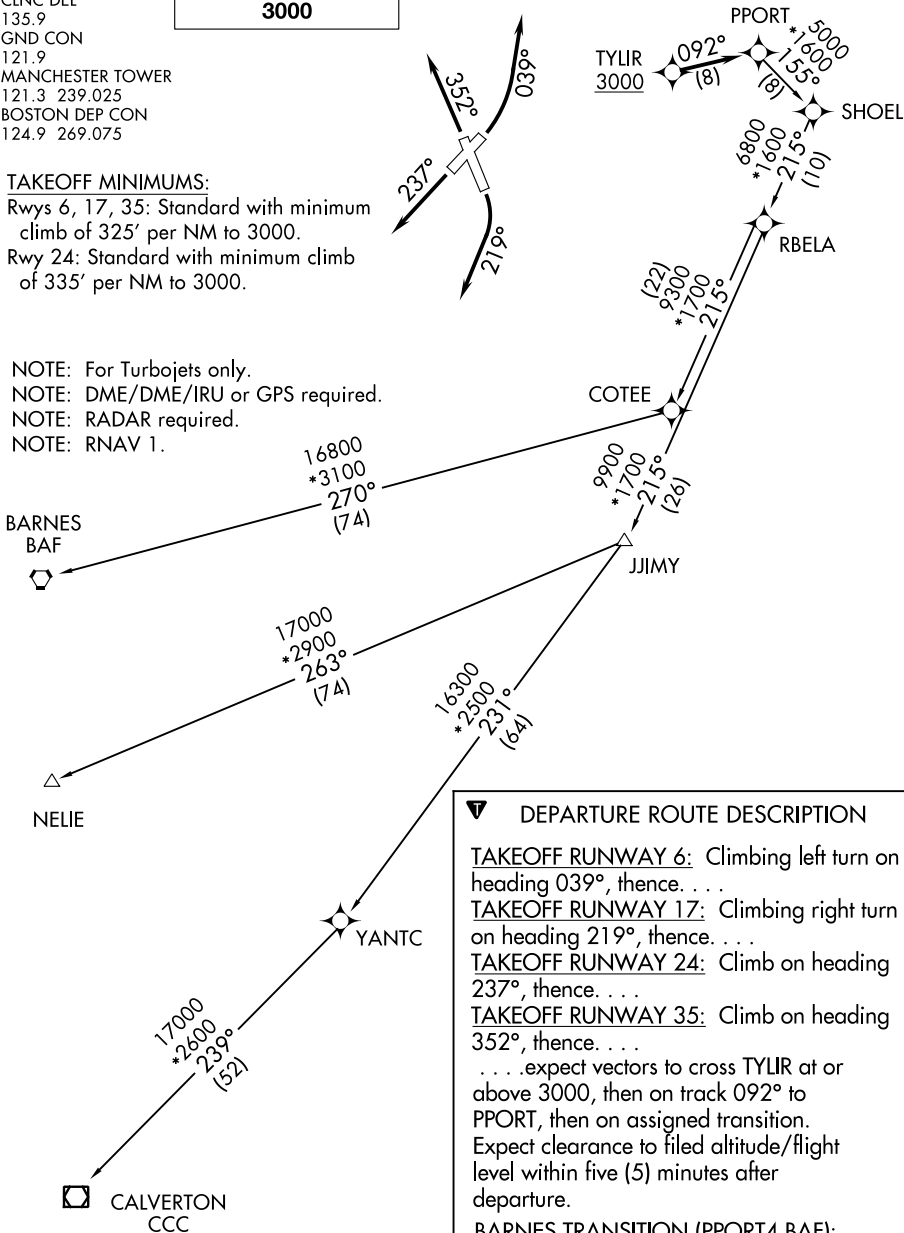 CLNC DEL
135.9
GND CON
121.9
MANCHESTER TOWER
121.3 239.025
BOSTON DEP CON
124.9 269.075
3000
TAKEOFF MINIMUMS:
Rwys 6, 17, 35: Standard with minimum
climb of 325' per NM to 3000.
Rwy 24: Standard with minimum climb
of 335' per NM to 3000.
NOTE: For Turbojets only.
NOTE: DME/DME/IRU or GPS required.
NOTE: RADAR required.
NOTE: RNAV 1.
352°
039°
237°
219°
TYLIR
3000
092°
(8)
PPORT
5000
*1600
155°
(8)
SHOEL
6800
*1600
215°
(10)
RBELA
(22)
9300
*1700
215°
COTEE
9900
*1700
215°
(26)
JJIMY
16800
*3100
270°
(74)
BARNES
BAF
17000
*2900
263°
(74)
NELIE
16300
*2500
231°
(64)
YANTC
17000
*2600
239°
(52)
CALVERTON
CCC
T
DEPARTURE ROUTE DESCRIPTION
TAKEOFF RUNWAY 6: Climbing left turn on
heading 039°, thence. . . .
TAKEOFF RUNWAY 17: Climbing right turn
on heading 219°, thence. . . .
TAKEOFF RUNWAY 24: Climb on heading
237°, thence. . . .
TAKEOFF RUNWAY 35: Climb on heading
352°, thence. . . .
. . . .expect vectors to cross TYLIR at or
above 3000, then on track 092° to
PPORT, then on assigned transition.
Expect clearance to filed altitude/flight
level within five (5) minutes after
departure.
BARNES TRANSITION (PPORT4.BAF):